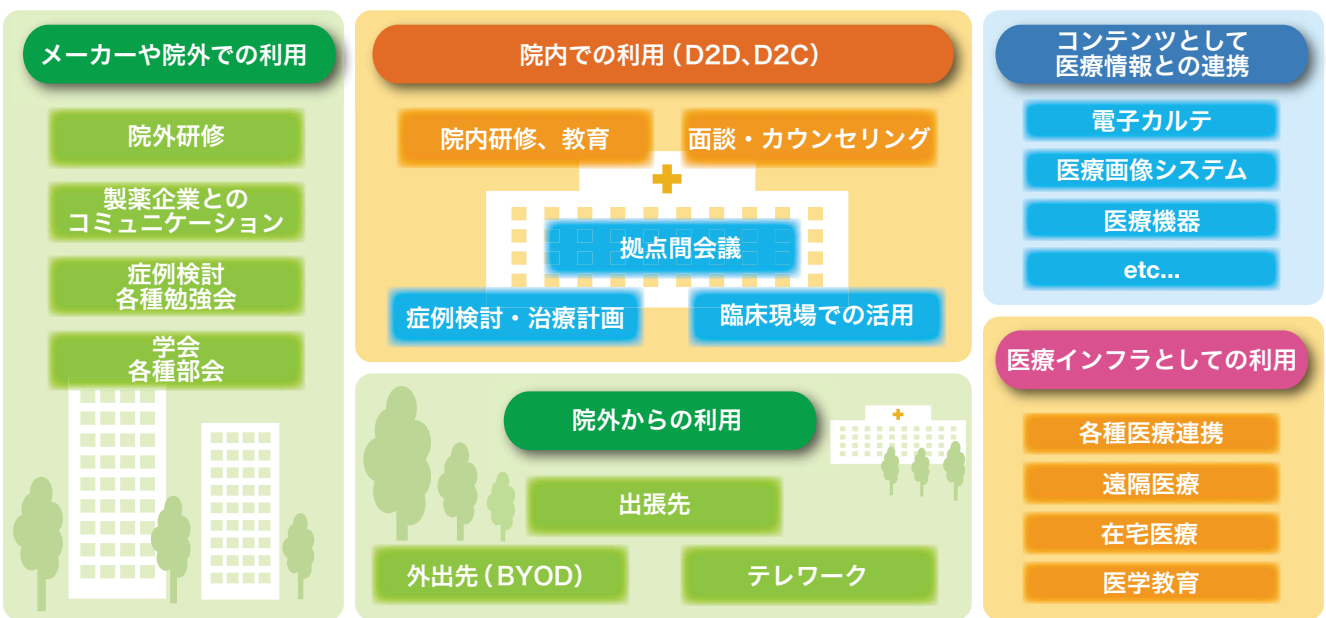 メーカーや院外での利用
院外研修
製薬企業との
コミュニケーション
症例検討
各種勉強会
学会
各種部会
院内での利用（D2D、D2C）
院内研修、教育
面談・カウンセリング
拠点間会議
症例検討・治療計画
臨床現場での活用
院外からの利用
出張先
外出先（BYOD）
テレワーク
コンテンツとして
医療情報との連携
電子カルテ
医療画像システム
医療機器
etc...
医療インフラとしての利用
各種医療連携
遠隔医療
在宅医療
医学教育